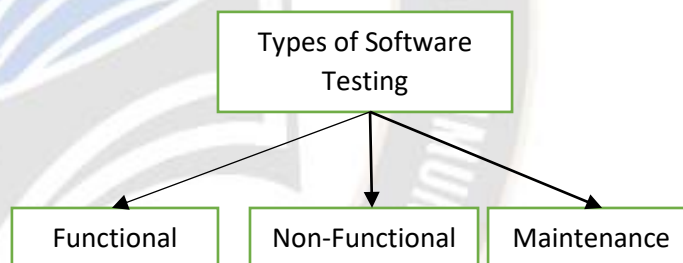 Types of Software
Testing
Functional
Non-Functional
Maintenance